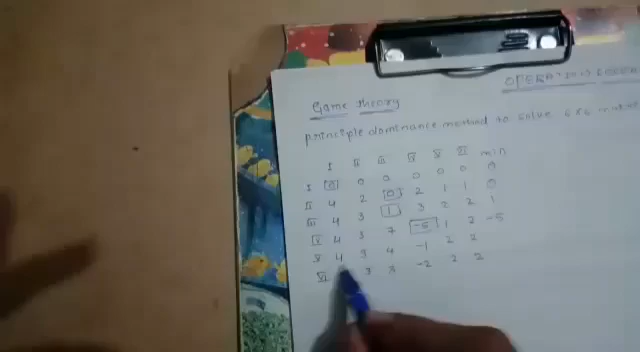 Game theory
principle dominance method to solve 6x6
I II III IV V VI min
I 0 0 0 0 0 0 0
II 4 2 0 2 1 1 0
III 4 3 1 3 2 2 1
IV 4 3 7 -5 1 2 -5
V 4 3 4 -1 2 2
VI 3 3 -2 2 2